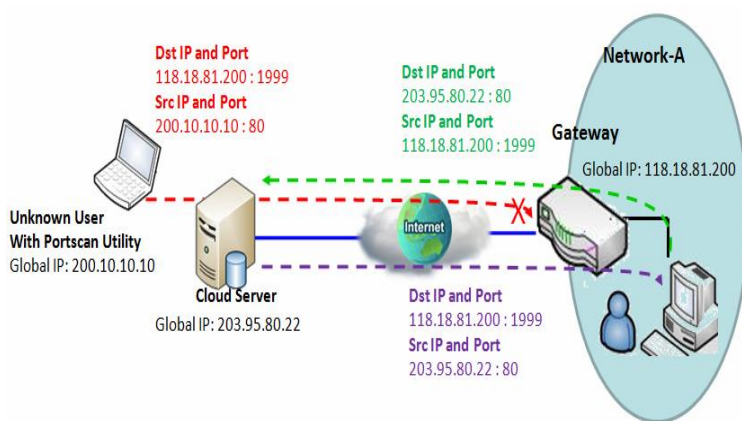 Dst IP and Port
118.18.81.200 : 1999
Src IP and Port
200.10.10.10 : 80
Dst IP and Port
203.95.80.22 : 80
Src IP and Port
118.18.81.200 : 1999
Network-A
Gateway
Global IP: 118.18.81.200
Unknown User
With Portscan Utility
Global IP: 200.10.10.10
Internet
Cloud Server
Global IP: 203.95.80.22
Dst IP and Port
118.18.81.200 : 1999
Src IP and Port
203.95.80.22 : 80